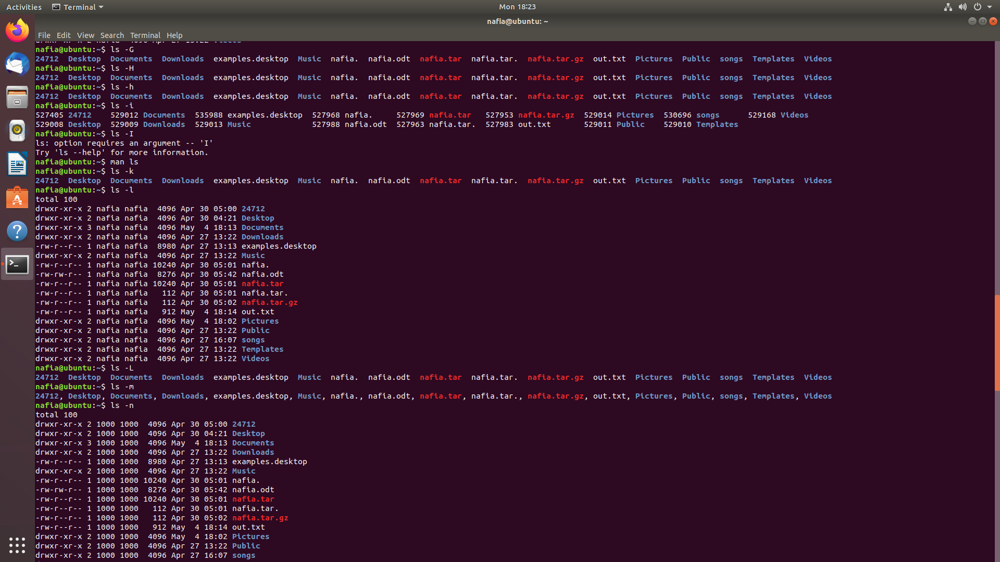 Activities Terminal Mon 18:23
nafia@ubuntu: ~
File Edit View Search Terminal Help
nafia@ubuntu:~$ ls -G
24712  Desktop  Documents  Downloads  examples.desktop  Music  nafia.  nafia.odt  nafia.tar  nafia.tar.  nafia.tar.gz  out.txt  Pictures  Public  songs  Templates  Videos
nafia@ubuntu:~$ ls -H
24712  Desktop  Documents  Downloads  examples.desktop  Music  nafia.  nafia.odt  nafia.tar  nafia.tar.  nafia.tar.gz  out.txt  Pictures  Public  songs  Templates  Videos
nafia@ubuntu:~$ ls -h
24712  Desktop  Documents  Downloads  examples.desktop  Music  nafia.  nafia.odt  nafia.tar  nafia.tar.  nafia.tar.gz  out.txt  Pictures  Public  songs  Templates  Videos
nafia@ubuntu:~$ ls -i
527405 24712    529012 Documents  535988 examples.desktop  527968 nafia.     527969 nafia.tar   527953 nafia.tar.gz  529014 Pictures  530696 songs      529168 Videos
529008 Desktop  529009 Downloads  529013 Music             527988 nafia.odt  527963 nafia.tar.  527983 out.txt       529011 Public    529010 Templates
nafia@ubuntu:~$ ls -I
ls: option requires an argument -- 'I'
Try 'ls --help' for more information.
nafia@ubuntu:~$ man ls
nafia@ubuntu:~$ ls -k
24712  Desktop  Documents  Downloads  examples.desktop  Music  nafia.  nafia.odt  nafia.tar  nafia.tar.  nafia.tar.gz  out.txt  Pictures  Public  songs  Templates  Videos
nafia@ubuntu:~$ ls -l
total 100
drwxr-xr-x 2 nafia nafia  4096 Apr 30 05:00 24712
drwxr-xr-x 2 nafia nafia  4096 Apr 30 04:21 Desktop
drwxr-xr-x 3 nafia nafia  4096 May  4 18:13 Documents
drwxr-xr-x 2 nafia nafia  4096 Apr 27 13:22 Downloads
-rw-r--r-- 1 nafia nafia  8980 Apr 27 13:13 examples.desktop
drwxr-xr-x 2 nafia nafia  4096 Apr 27 13:22 Music
-rw-r--r-- 1 nafia nafia 10240 Apr 30 05:01 nafia.
-rw-rw-r-- 1 nafia nafia  8276 Apr 30 05:42 nafia.odt
-rw-r--r-- 1 nafia nafia 10240 Apr 30 05:01 nafia.tar
-rw-r--r-- 1 nafia nafia   112 Apr 30 05:01 nafia.tar.
-rw-r--r-- 1 nafia nafia   112 Apr 30 05:02 nafia.tar.gz
-rw-r--r-- 1 nafia nafia   912 May  4 18:14 out.txt
drwxr-xr-x 2 nafia nafia  4096 May  4 18:02 Pictures
drwxr-xr-x 2 nafia nafia  4096 Apr 27 13:22 Public
drwxr-xr-x 2 nafia nafia  4096 Apr 27 16:07 songs
drwxr-xr-x 2 nafia nafia  4096 Apr 27 13:22 Templates
drwxr-xr-x 2 nafia nafia  4096 Apr 27 13:22 Videos
nafia@ubuntu:~$ ls -L
24712  Desktop  Documents  Downloads  examples.desktop  Music  nafia.  nafia.odt  nafia.tar  nafia.tar.  nafia.tar.gz  out.txt  Pictures  Public  songs  Templates  Videos
nafia@ubuntu:~$ ls -m
24712, Desktop, Documents, Downloads, examples.desktop, Music, nafia., nafia.odt, nafia.tar, nafia.tar., nafia.tar.gz, out.txt, Pictures, Public, songs, Templates, Videos
nafia@ubuntu:~$ ls -n
total 100
drwxr-xr-x 2 1000 1000  4096 Apr 30 05:00 24712
drwxr-xr-x 2 1000 1000  4096 Apr 30 04:21 Desktop
drwxr-xr-x 3 1000 1000  4096 May  4 18:13 Documents
drwxr-xr-x 2 1000 1000  4096 Apr 27 13:22 Downloads
-rw-r--r-- 1 1000 1000  8980 Apr 27 13:13 examples.desktop
drwxr-xr-x 2 1000 1000  4096 Apr 27 13:22 Music
-rw-r--r-- 1 1000 1000 10240 Apr 30 05:01 nafia.
-rw-rw-r-- 1 1000 1000  8276 Apr 30 05:42 nafia.odt
-rw-r--r-- 1 1000 1000 10240 Apr 30 05:01 nafia.tar
-rw-r--r-- 1 1000 1000   112 Apr 30 05:01 nafia.tar.
-rw-r--r-- 1 1000 1000   112 Apr 30 05:02 nafia.tar.gz
-rw-r--r-- 1 1000 1000   912 May  4 18:14 out.txt
drwxr-xr-x 2 1000 1000  4096 May  4 18:02 Pictures
drwxr-xr-x 2 1000 1000  4096 Apr 27 13:22 Public
drwxr-xr-x 2 1000 1000  4096 Apr 27 16:07 songs